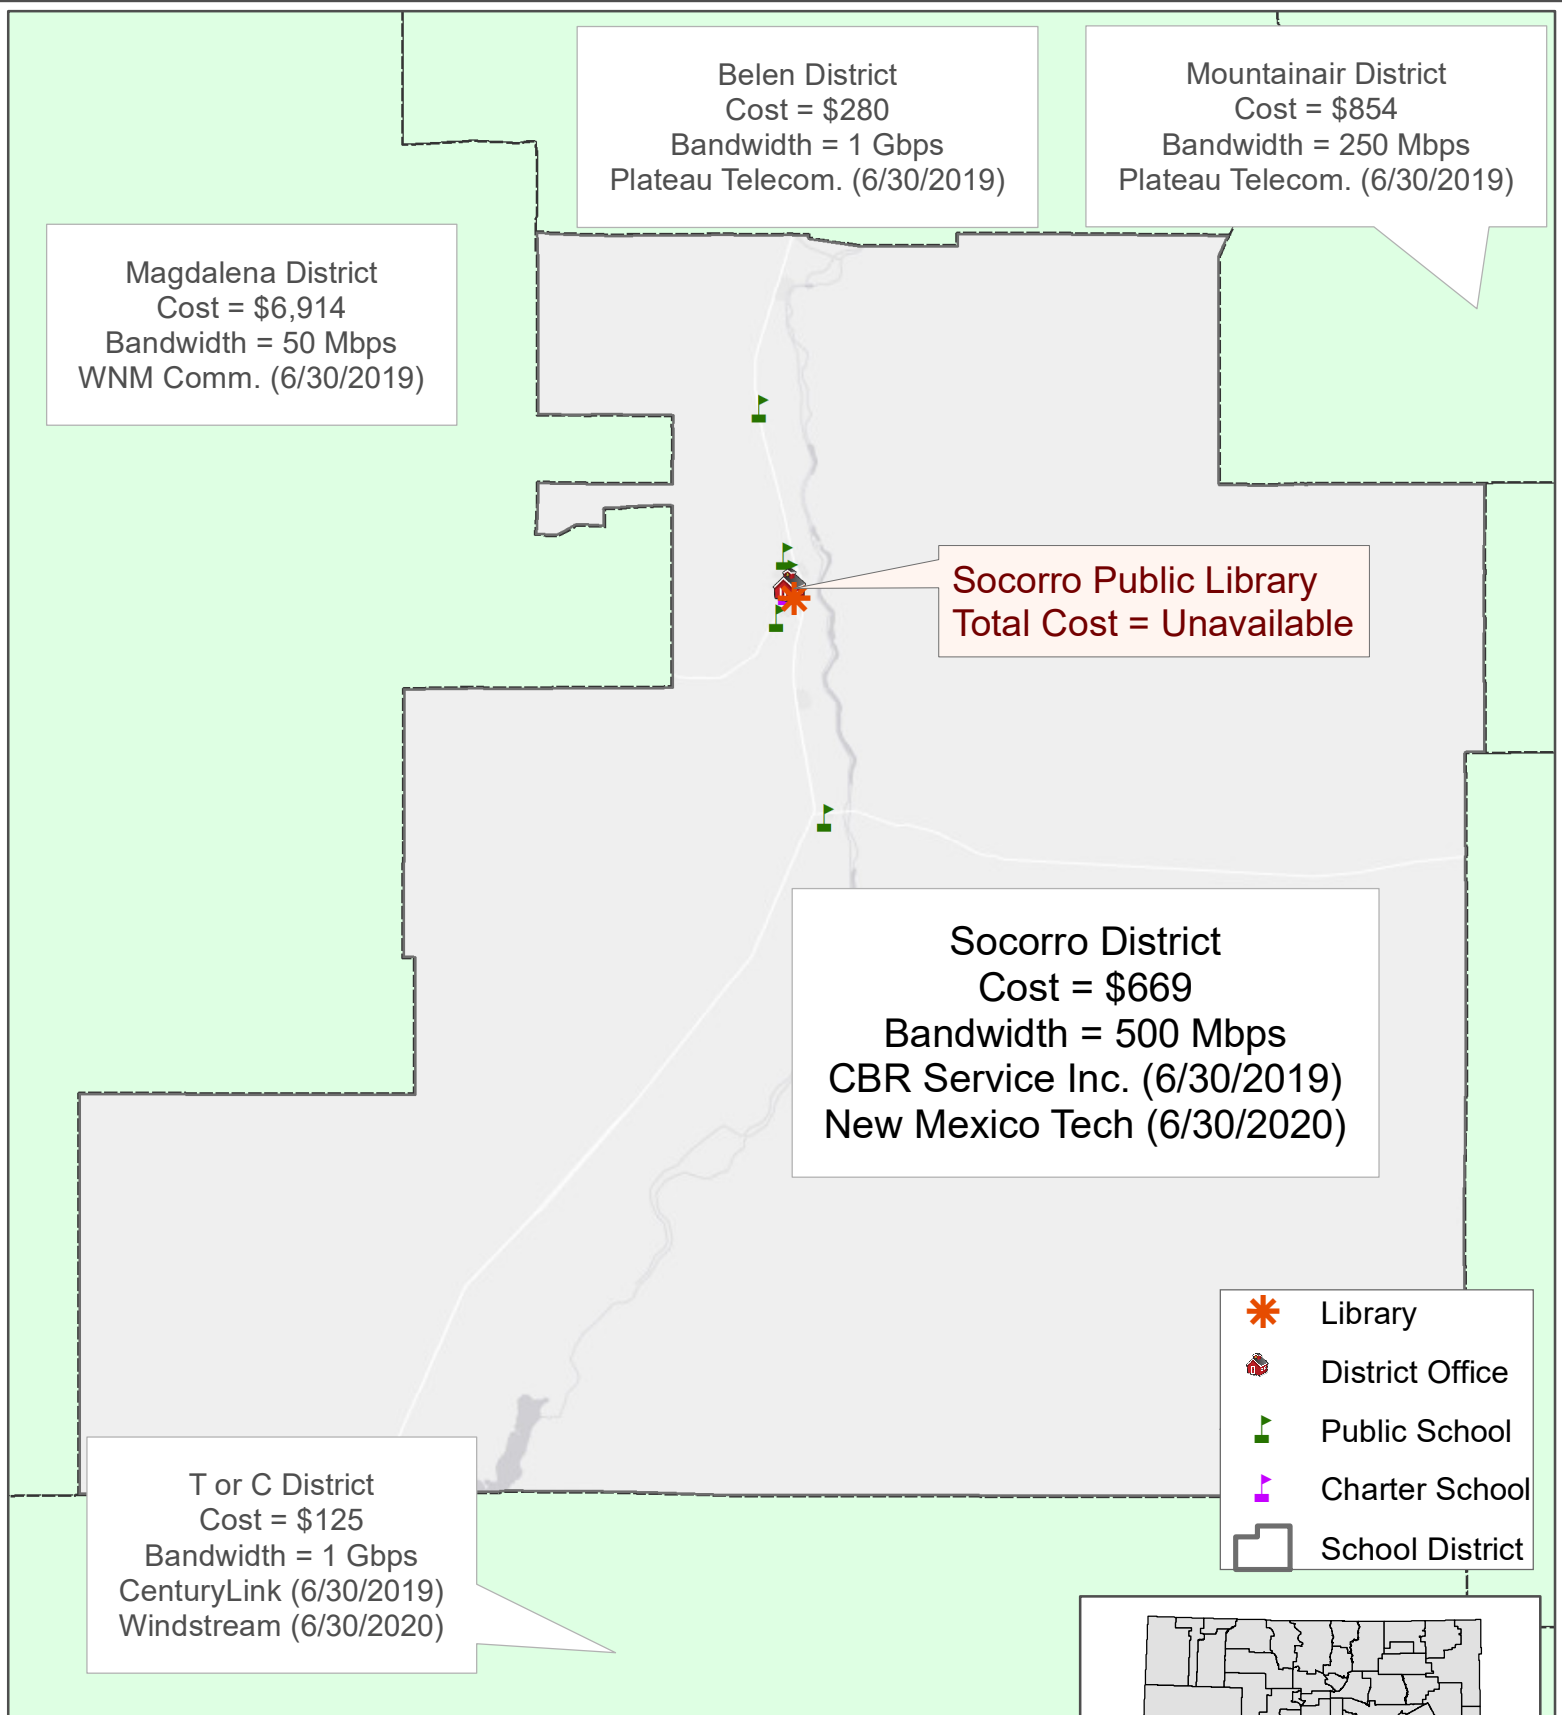 Belen District
Cost = $280
Bandwidth = 1 Gbps
Plateau Telecom. (6/30/2019)
Mountainair District
Cost = $854
Bandwidth = 250 Mbps
Plateau Telecom. (6/30/2019)
Magdalena District
Cost = $6,914
Bandwidth = 50 Mbps
WNM Comm. (6/30/2019)
Socorro Public Library
Total Cost = Unavailable
Socorro District
Cost = $669
Bandwidth = 500 Mbps
CBR Service Inc. (6/30/2019)
New Mexico Tech (6/30/2020)
Library
District Office
Public School
Charter School
School District
T or C District
Cost = $125
Bandwidth = 1 Gbps
CenturyLink (6/30/2019)
Windstream (6/30/2020)